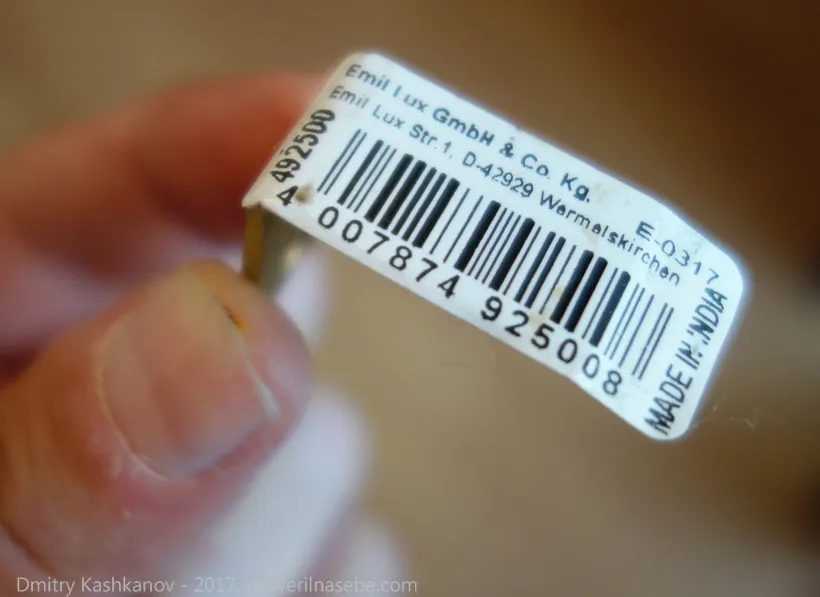 Emil Lux GmbH & Co. Kg.
Emil Lux Str.1, D-42929 Wermelskirchen
E-0317
492500
4 007874 925008
MADE IN INDIA
Dmitry Kashkanov - 2017